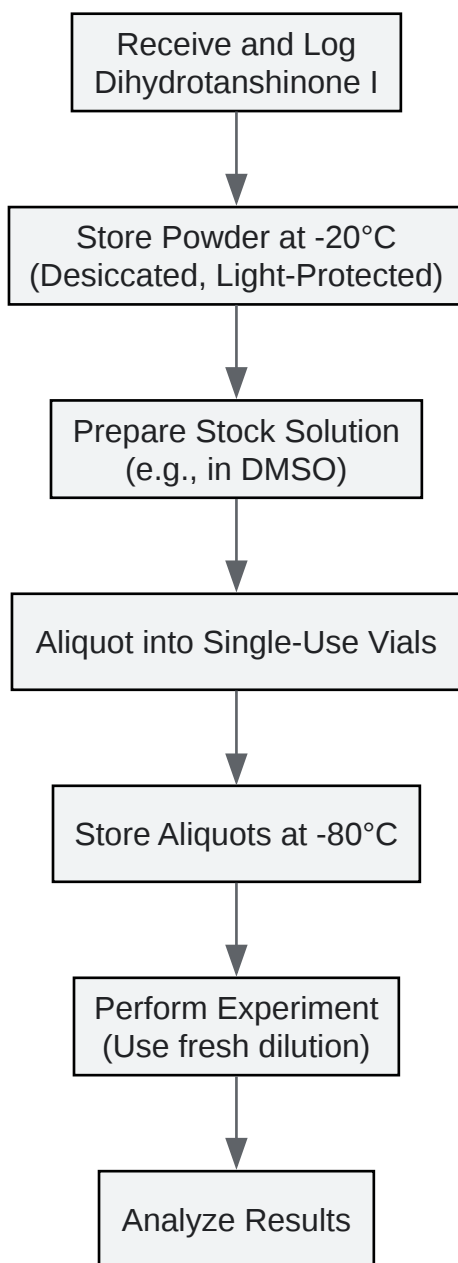 Receive and Log
Dihydrotanshinone I
Store Powder at -20°C
(Desiccated, Light-Protected)
Prepare Stock Solution
(e.g., in DMSO)
Aliquot into Single-Use Vials
Store Aliquots at -80°C
Perform Experiment
(Use fresh dilution)
Analyze Results